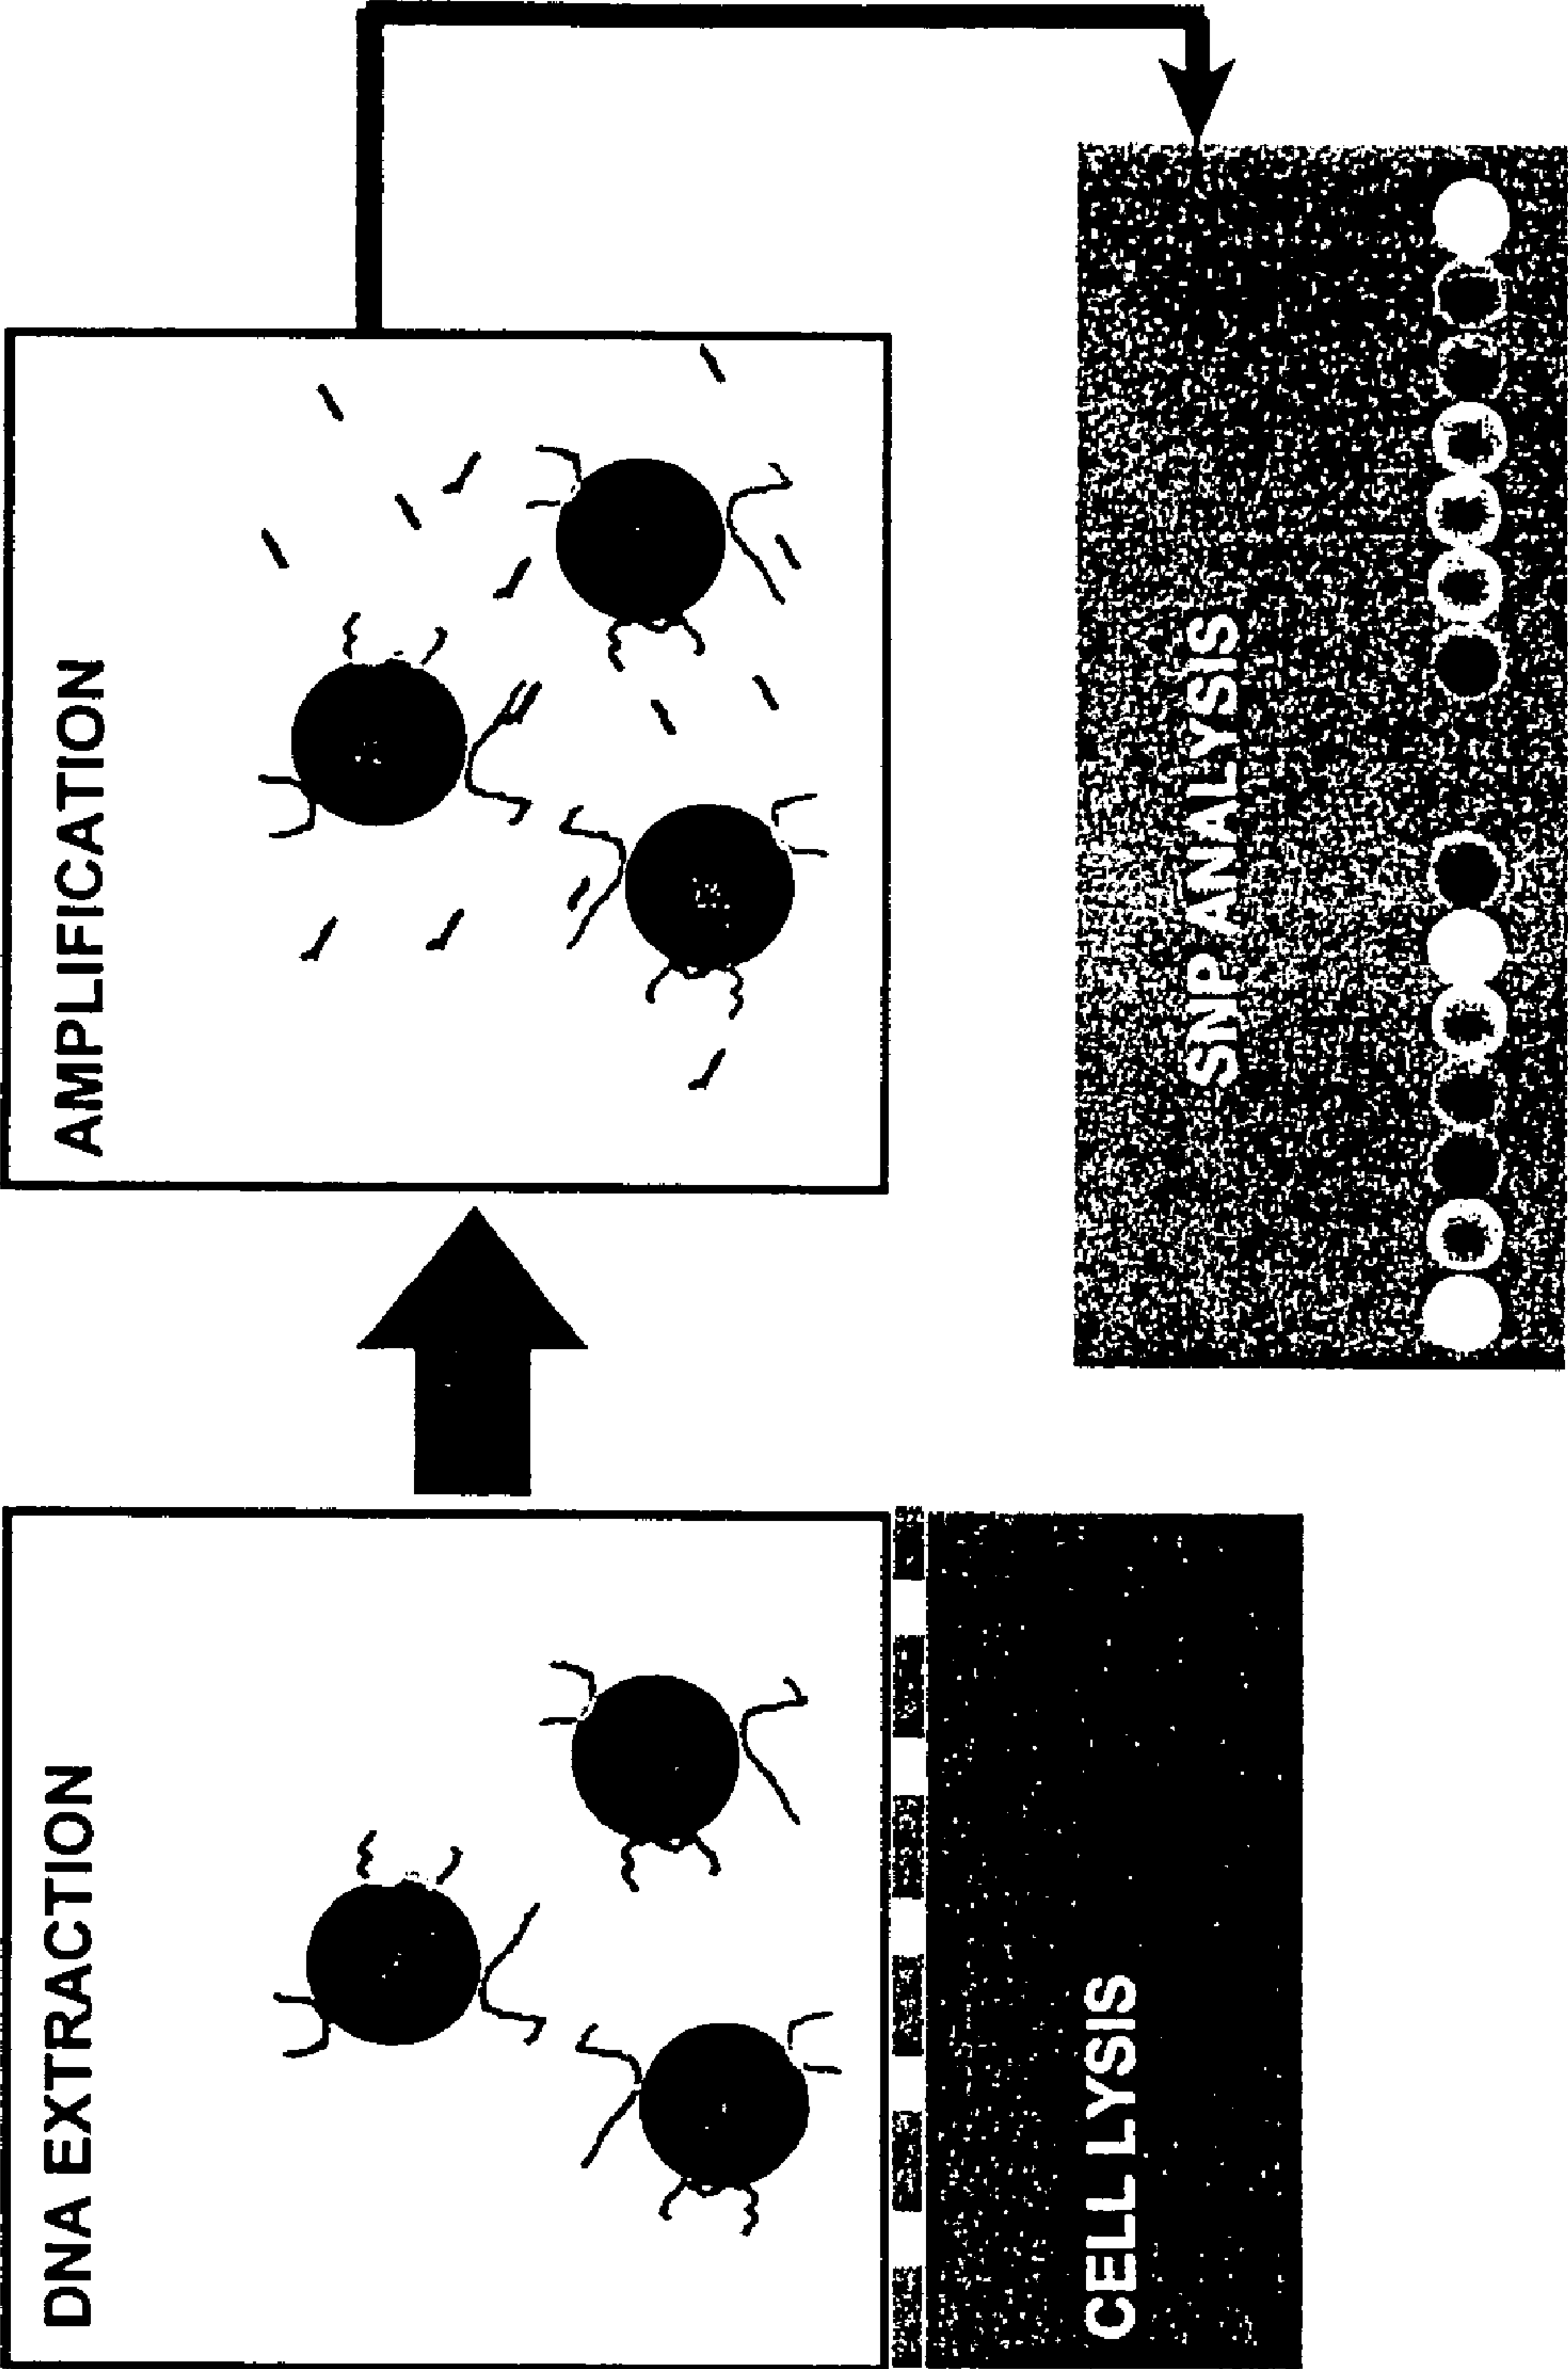 DNA EXTRACTION
AMPLIFICATION
CELL LYSIS
SNP ANALYSIS